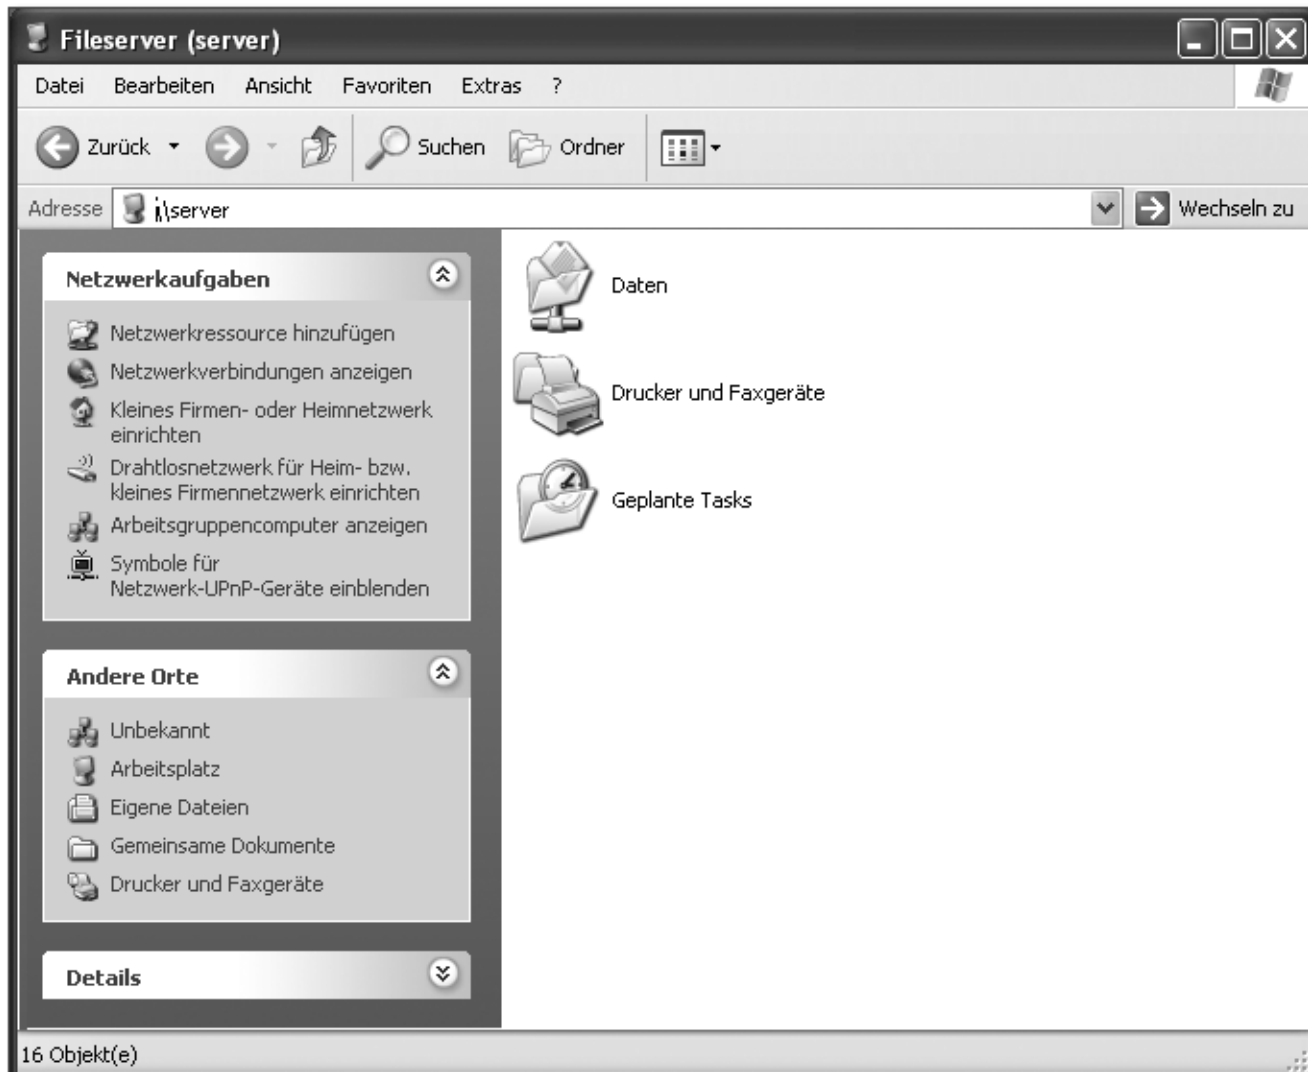 Fileserver (server)
Datei Bearbeiten Ansicht Favoriten Extras ?
Zurück Suchen Ordner
Adresse \\server Wechseln zu
Netzwerkaufgaben
Netzwerkressource hinzufügen
Netzwerkverbindungen anzeigen
Kleines Firmen- oder Heimnetzwerk
einrichten
Drahtlosnetzwerk für Heim- bzw.
kleines Firmennetzwerk einrichten
Arbeitsgruppencomputer anzeigen
Symbole für
Netzwerk-UPnP-Geräte einblenden
Andere Orte
Unbekannt
Arbeitsplatz
Eigene Dateien
Gemeinsame Dokumente
Drucker und Faxgeräte
Details
Daten
Drucker und Faxgeräte
Geplante Tasks
16 Objekt(e)